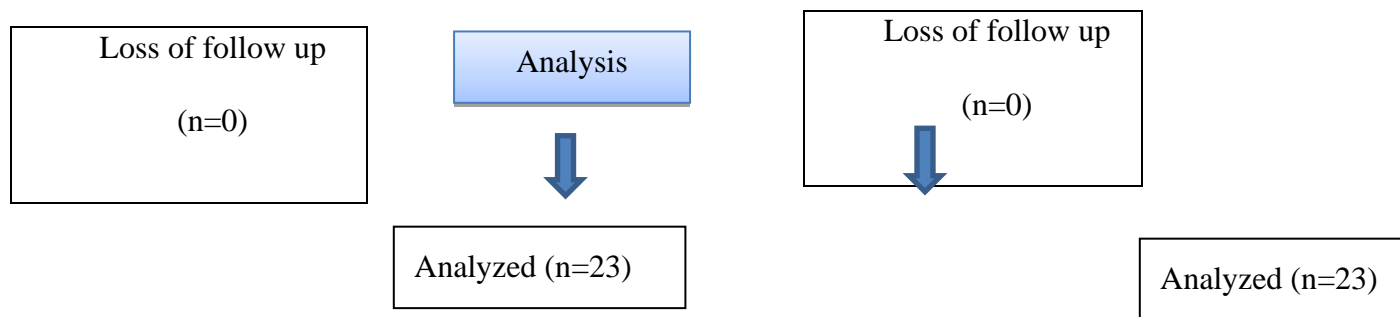 Loss of follow up
(n=0)
Analysis
Loss of follow up
(n=0)
Analyzed (n=23)
Analyzed (n=23)